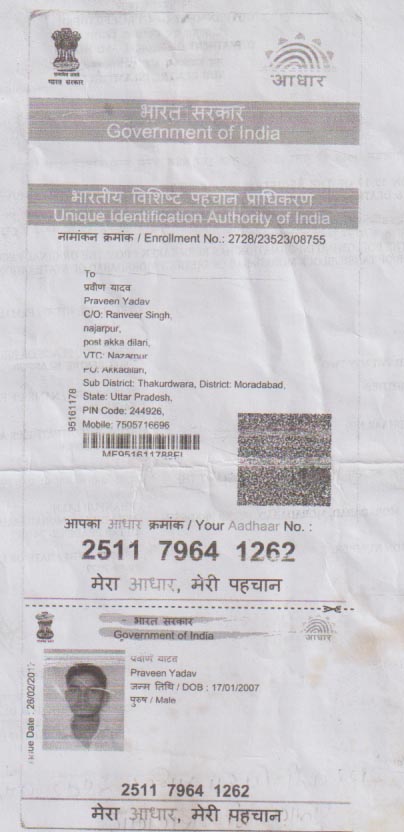 आधार
भारत सरकार
Government of India
भारतीय विशिष्ट पहचान प्राधिकरण
Unique Identification Authority of India
नामांकन क्रमांक / Enrollment No.: 2728/23523/08755
To
प्रवीण यादव
Praveen Yadav
C/O: Ranveer Singh,
najarpur,
post akka dilari,
VTC: Nazarpur
PO: Akkadilari,
Sub District: Thakurdwara, District: Moradabad,
State: Uttar Pradesh,
PIN Code: 244926,
Mobile: 7505716696
95161178
आपका आधार क्रमांक / Your Aadhaar No. :
2511 7964 1262
मेरा आधार, मेरी पहचान
भारत सरकार
Government of India
आधार
प्रवीण यादव
Praveen Yadav
जन्म तिथि / DOB : 17/01/2007
पुरुष / Male
2511 7964 1262
मेरा आधार, मेरी पहचान